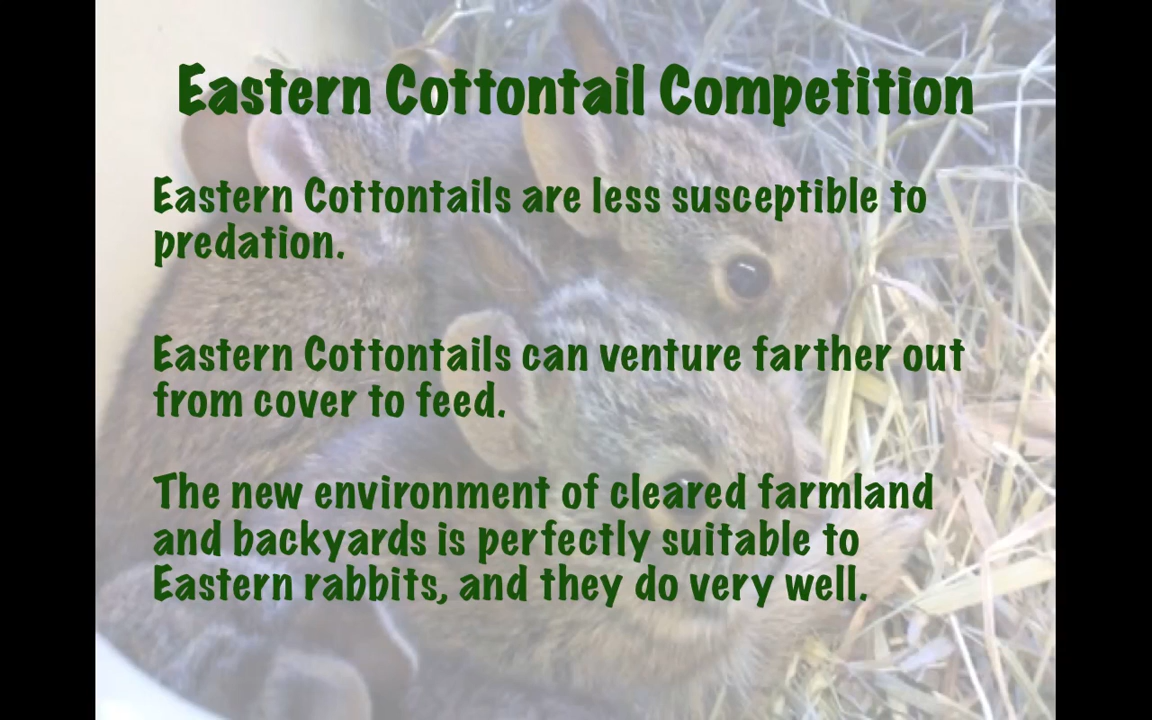 Eastern Cottontail Competition
Eastern Cottontails are less susceptible to
predation.
Eastern Cottontails can venture farther out
from cover to feed.
The new environment of cleared farmland
and backyards is perfectly suitable to
Eastern rabbits, and they do very well.